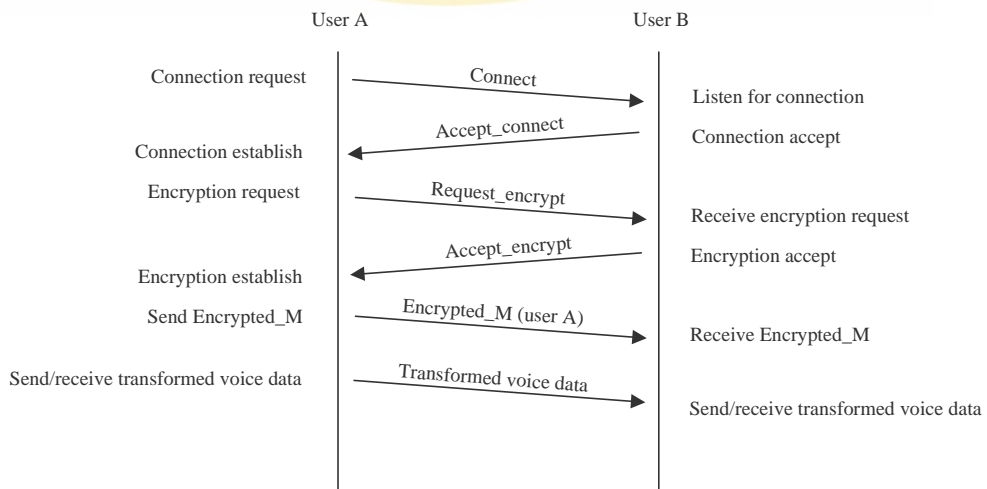 User A
User B
Connection request
Connect
Listen for connection
Accept_connect
Connection accept
Connection establish
Encryption request
Request_encrypt
Receive encryption request
Accept_encrypt
Encryption accept
Encryption establish
Send Encrypted_M
Encrypted_M (user A)
Receive Encrypted_M
Send/receive transformed voice data
Transformed voice data
Send/receive transformed voice data